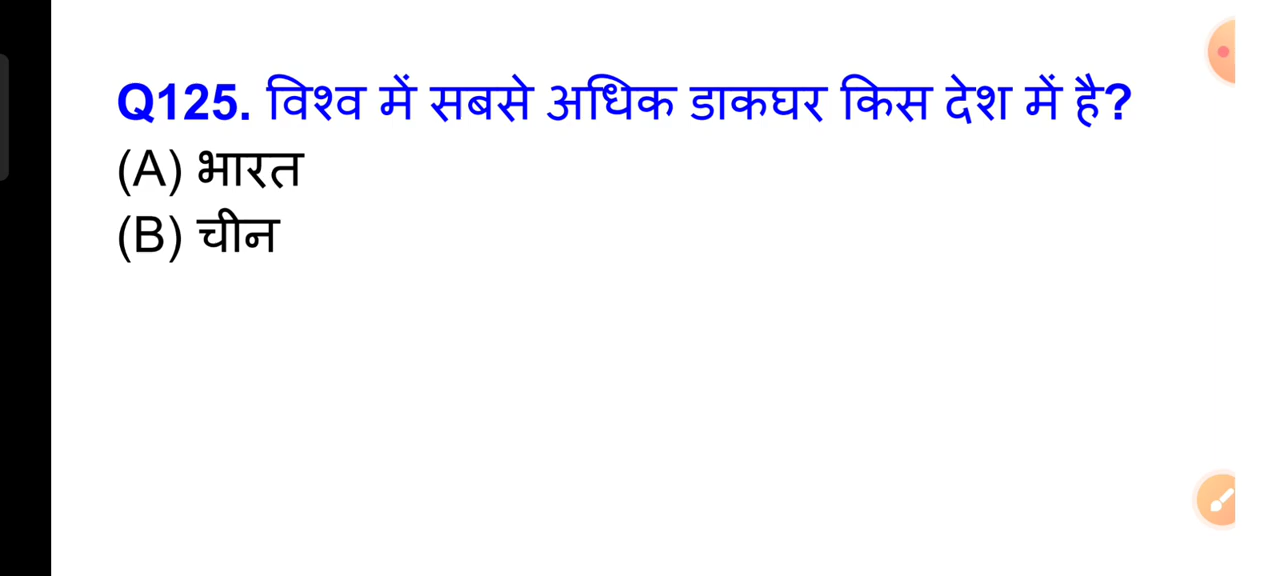 Q125. विश्व में सबसे अधिक डाकघर किस देश में है?
(A) भारत
(B) चीन